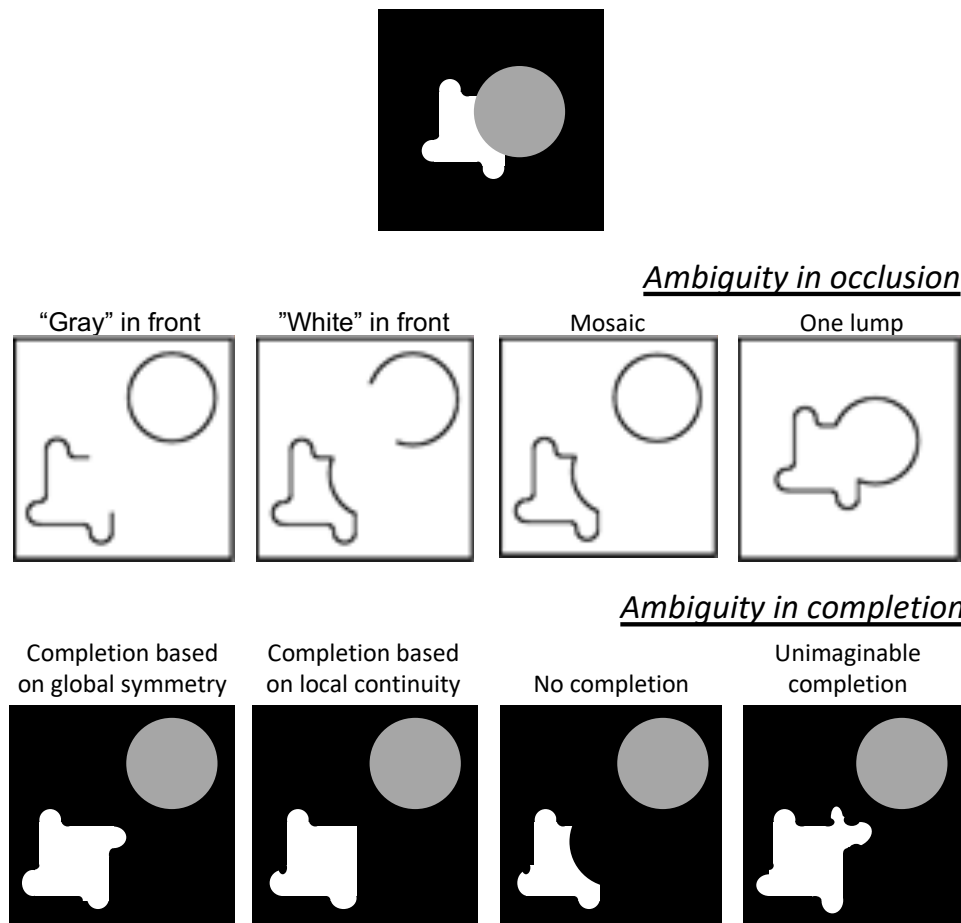 Ambiguity in occlusion
“Gray” in front
”White” in front
Mosaic
One lump
Ambiguity in completion
Completion based
on global symmetry
Completion based
on local continuity
No completion
Unimaginable
completion